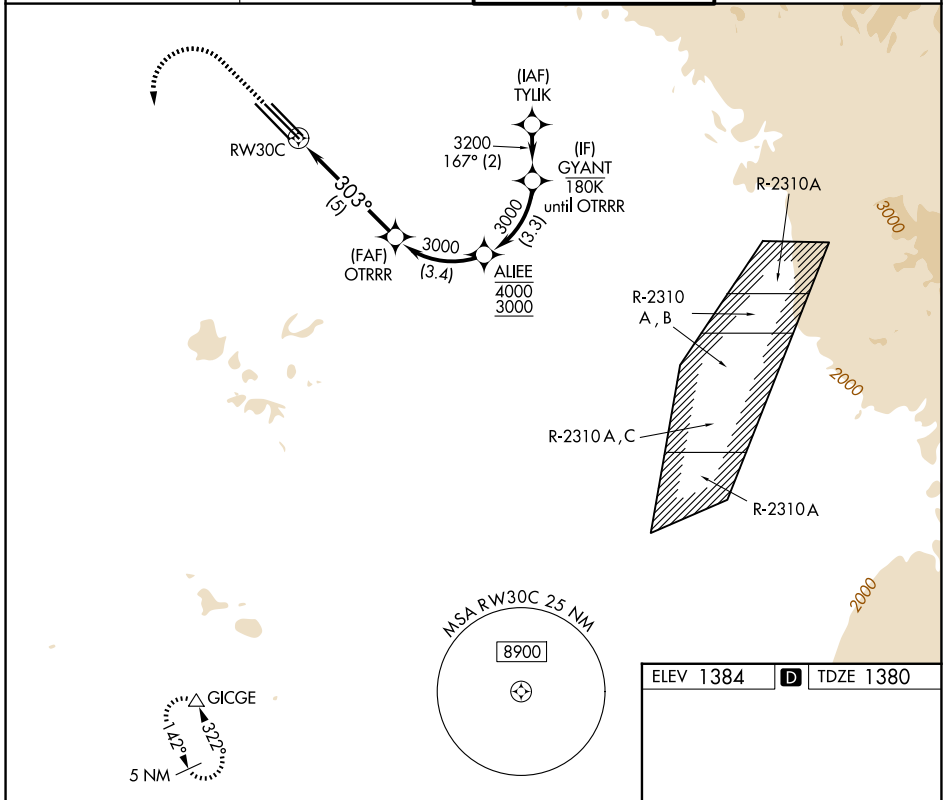 (IAF)
TYLIK
3200
167° (2)
(IF)
GYANT
180K
until OTRRR
RW30C
303°
(5)
3000
(3.3)
(FAF)
OTRRR
3000
(3.4)
ALIEE
4000
3000
R-2310A
3000
R-2310
A, B
2000
R-2310 A, C
R-2310A
2000
MSA RW30C 25 NM
8900
GICGE
142°
322°
5 NM
ELEV 1384 D TDZE 1380